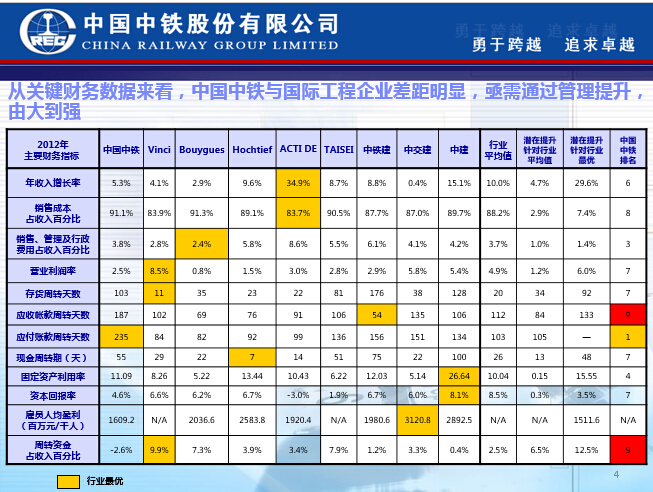 中国中铁股份有限公司
CHINA RAILWAY GROUP LIMITED
REG
勇于跨越 追求卓越
勇于跨越 追求卓越
从关键财务数据来看，中国中铁与国际工程企业差距明显，亟需通过管理提升，
由大到强
2012年 主要财务指标 中国中铁 Vinci Bouygues Hochtief ACTI DE TAISEI 中铁建 中交建 中建 行业平均值 潜在提升针对行业平均值 潜在提升针对行业最优 中国中铁排名
年收入增长率 5.3% 4.1% 2.9% 9.6% 34.9% 8.7% 8.8% 0.4% 15.1% 10.0% 4.7% 29.6% 6
销售成本占收入百分比 91.1% 83.9% 91.3% 89.1% 83.7% 90.5% 87.7% 87.0% 89.7% 88.2% 2.9% 7.4% 8
销售、管理及行政费用占收入百分比 3.8% 2.8% 2.4% 5.8% 8.6% 5.5% 6.1% 4.1% 4.2% 3.7% 1.0% 1.4% 3
营业利润率 2.5% 8.5% 0.8% 1.5% 3.0% 2.8% 2.9% 5.8% 5.4% 4.9% 1.2% 6.0% 7
存货周转天数 103 11 35 23 22 81 176 38 128 20 34 92 7
应收帐款周转天数 187 102 69 76 91 106 54 135 106 112 84 133 9
应付账款周转天数 235 84 82 92 99 136 156 151 134 103 105 — 1
现金周转期（天） 55 29 22 7 14 51 75 22 100 26 13 48 7
固定资产利用率 11.09 8.26 5.22 13.44 10.43 6.22 12.03 5.14 26.64 10.04 0.15 15.55 4
资本回报率 4.6% 6.6% 6.2% 6.7% -3.0% 1.9% 6.7% 6.0% 8.1% 8.5% 0.3% 3.5% 7
雇员人均盈利（百万元/千人） 1609.2 N/A 2036.6 2583.8 1920.4 N/A 1980.6 3120.8 2892.5 N/A N/A 1511.6 N/A
周转资金占收入百分比 -2.6% 9.9% 7.3% 3.9% 3.4% 7.9% 1.2% 3.3% 0.4% 2.5% 6.5% 12.5% 9
行业最优
4